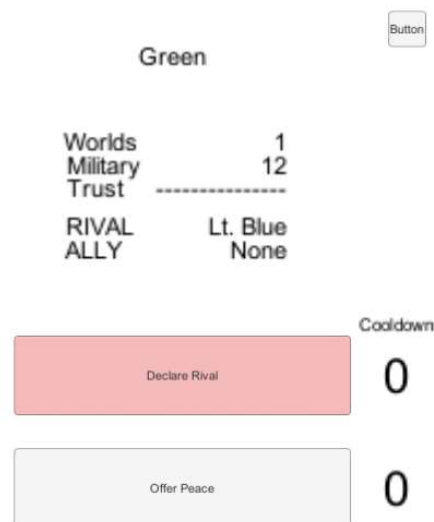 Button
Green
Worlds 1
Military 12
Trust ---------------
RIVAL Lt. Blue
ALLY None
Cooldown
Declare Rival 0
Offer Peace 0